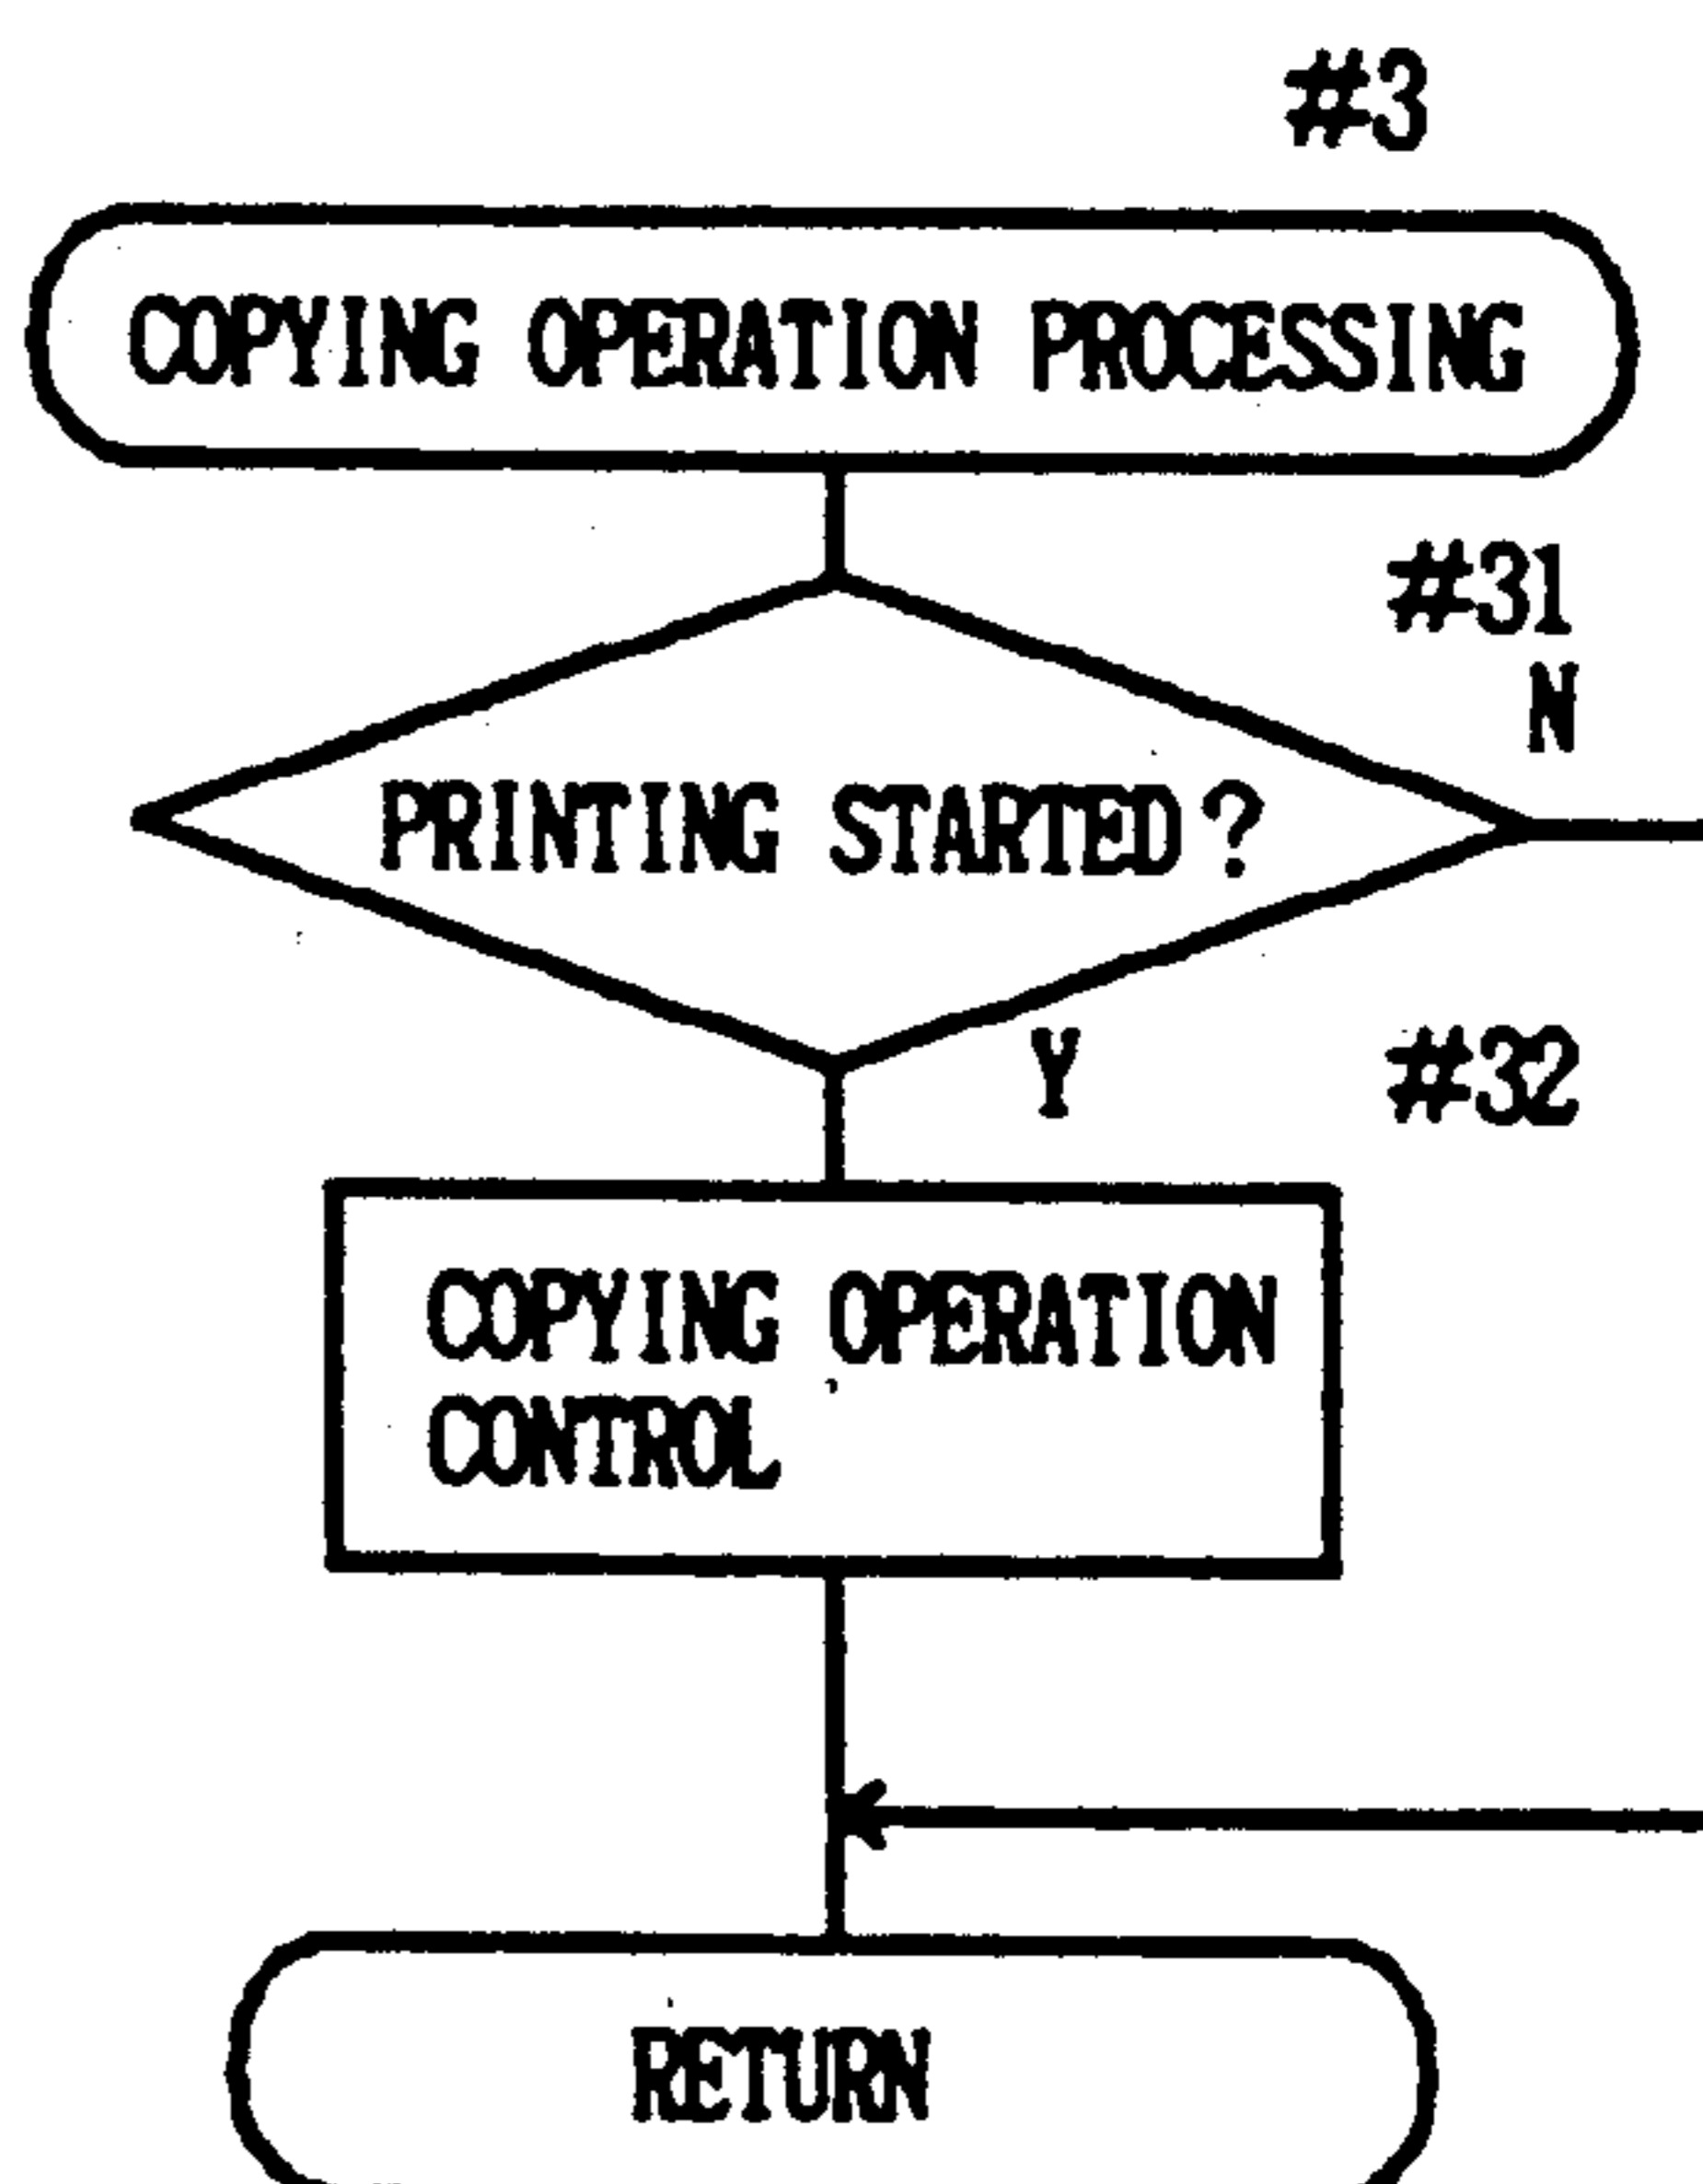 #3
COPYING OPERATION PROCESSING
#31
N
PRINTING STARTED?
Y
#32
COPYING OPERATION
CONTROL
RETURN